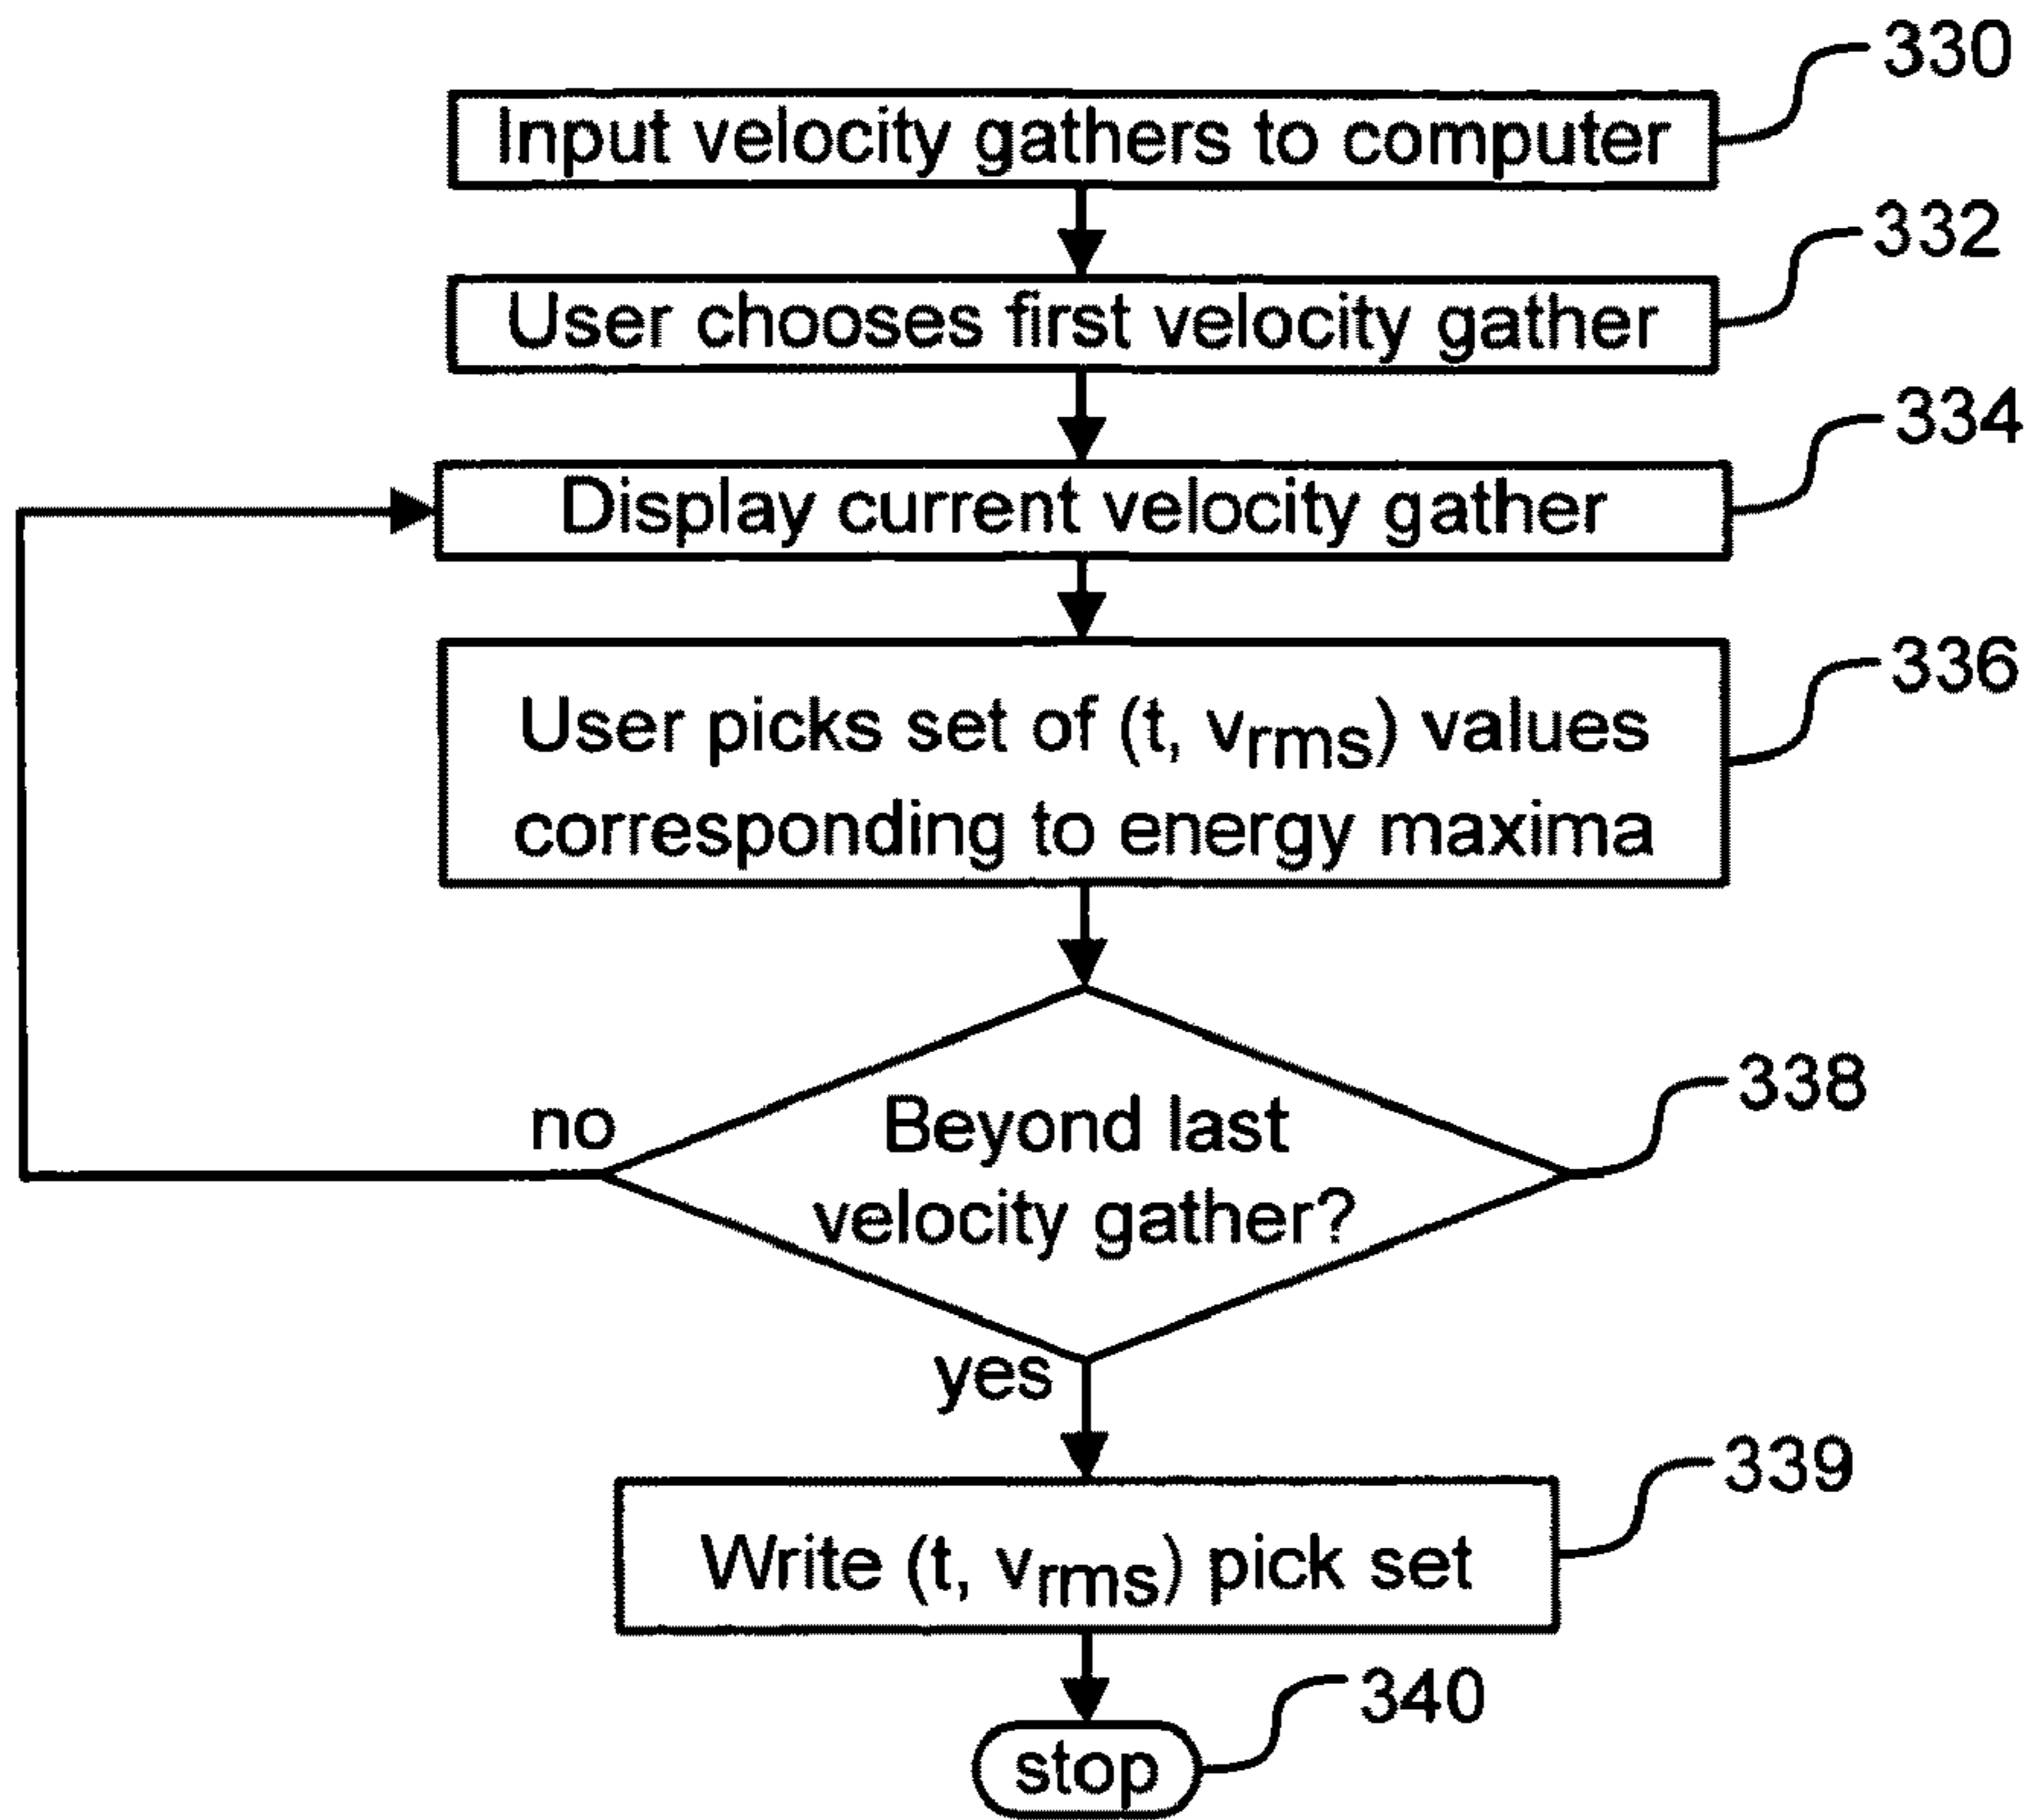 330
Input velocity gathers to computer
332
User chooses first velocity gather
334
Display current velocity gather
336
User picks set of (t, vrms) values
corresponding to energy maxima
338
no
Beyond last
velocity gather?
yes
339
Write (t, vrms) pick set
340
stop